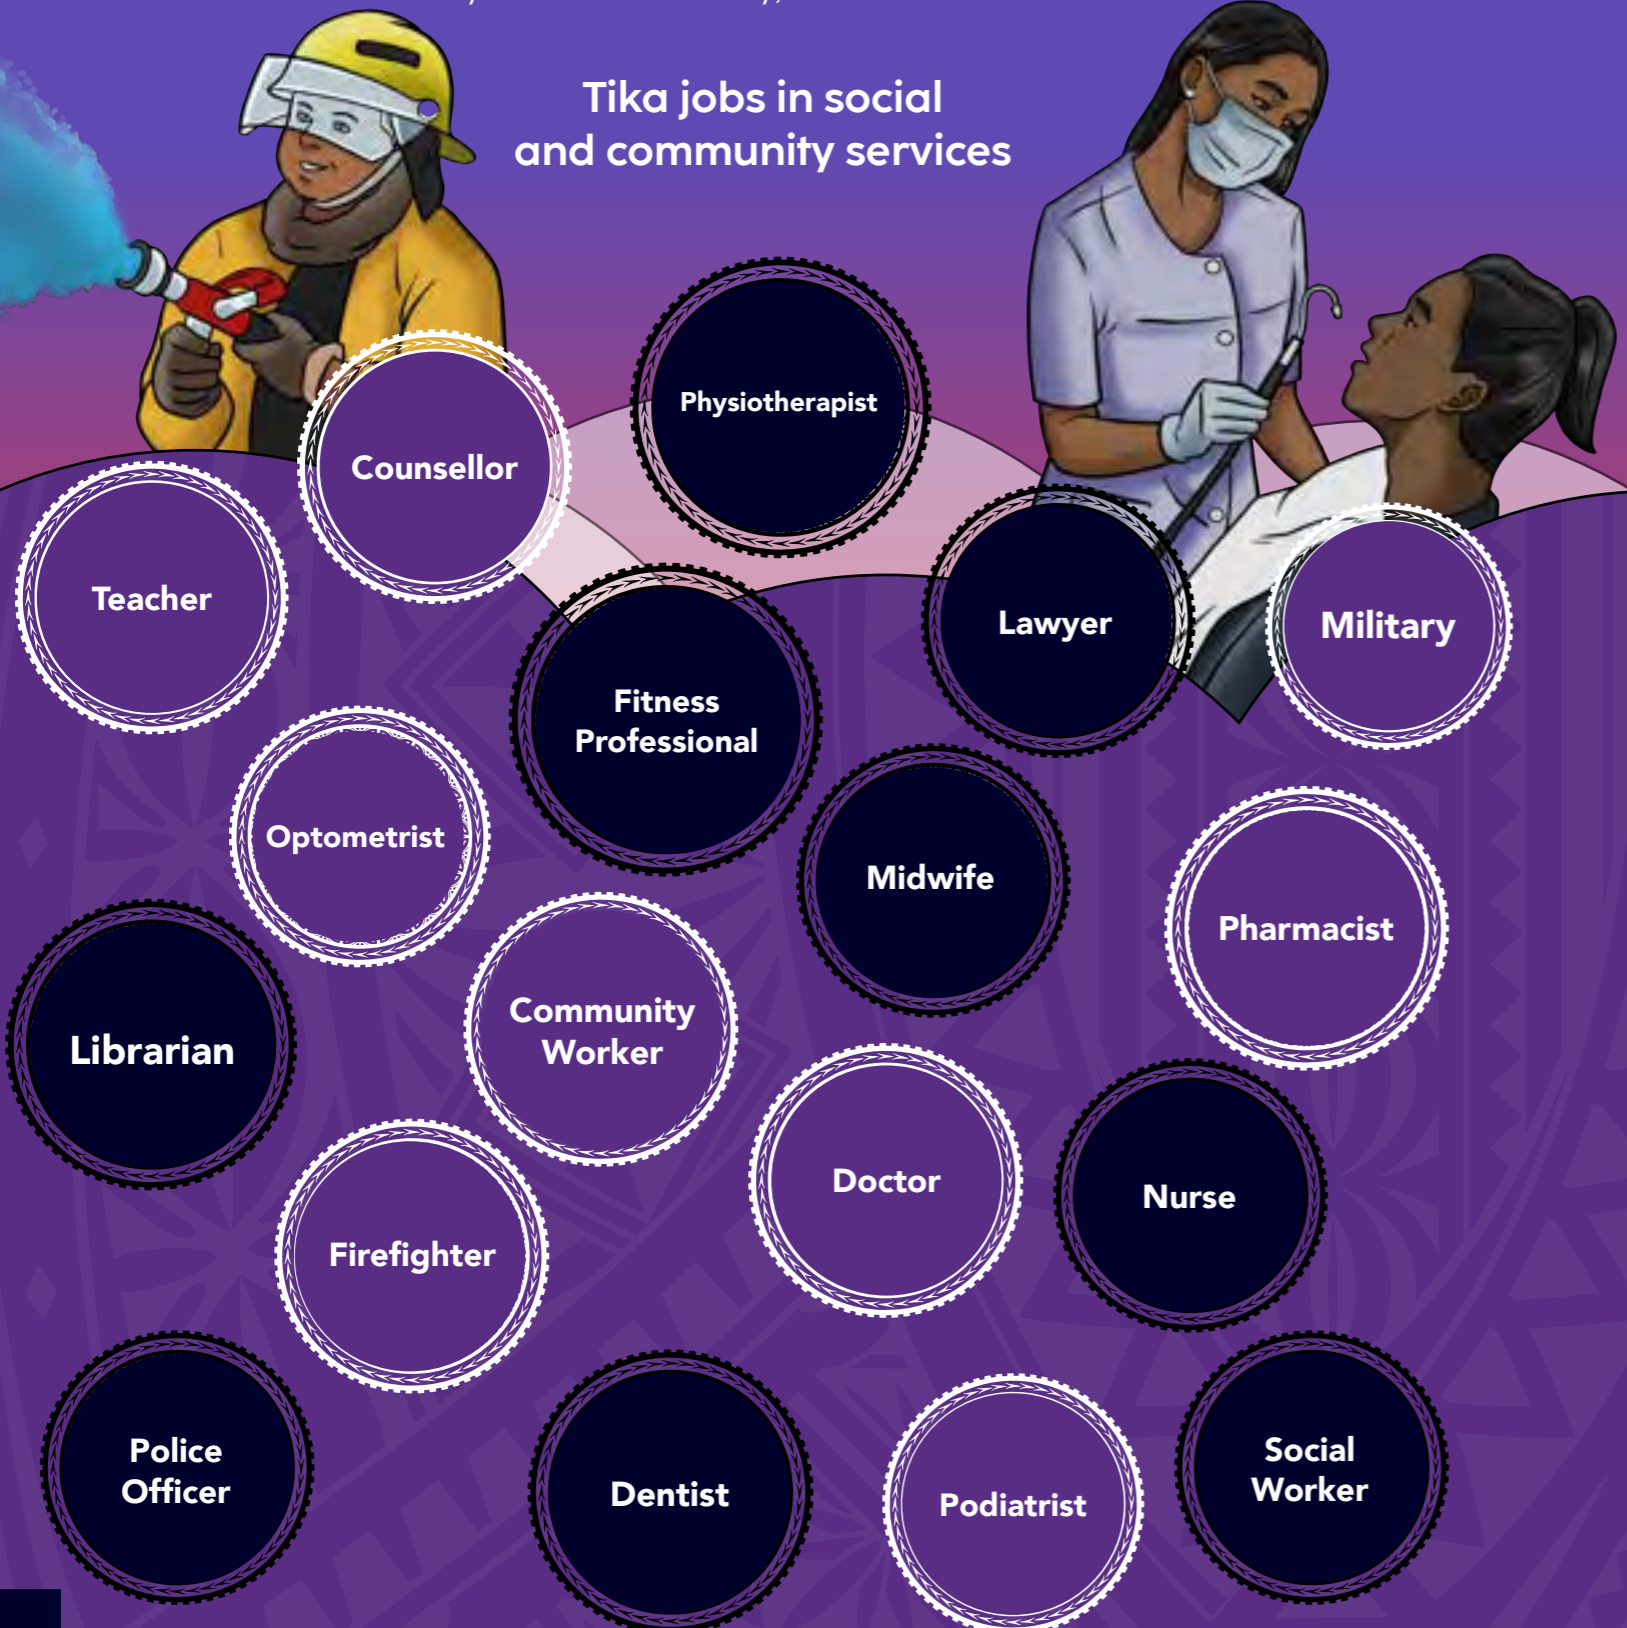 Tika jobs in social
and community services
Physiotherapist
Counsellor
Teacher
Lawyer
Military
Fitness
Professional
Optometrist
Midwife
Pharmacist
Librarian
Community
Worker
Doctor
Nurse
Firefighter
Police
Officer
Dentist
Podiatrist
Social
Worker